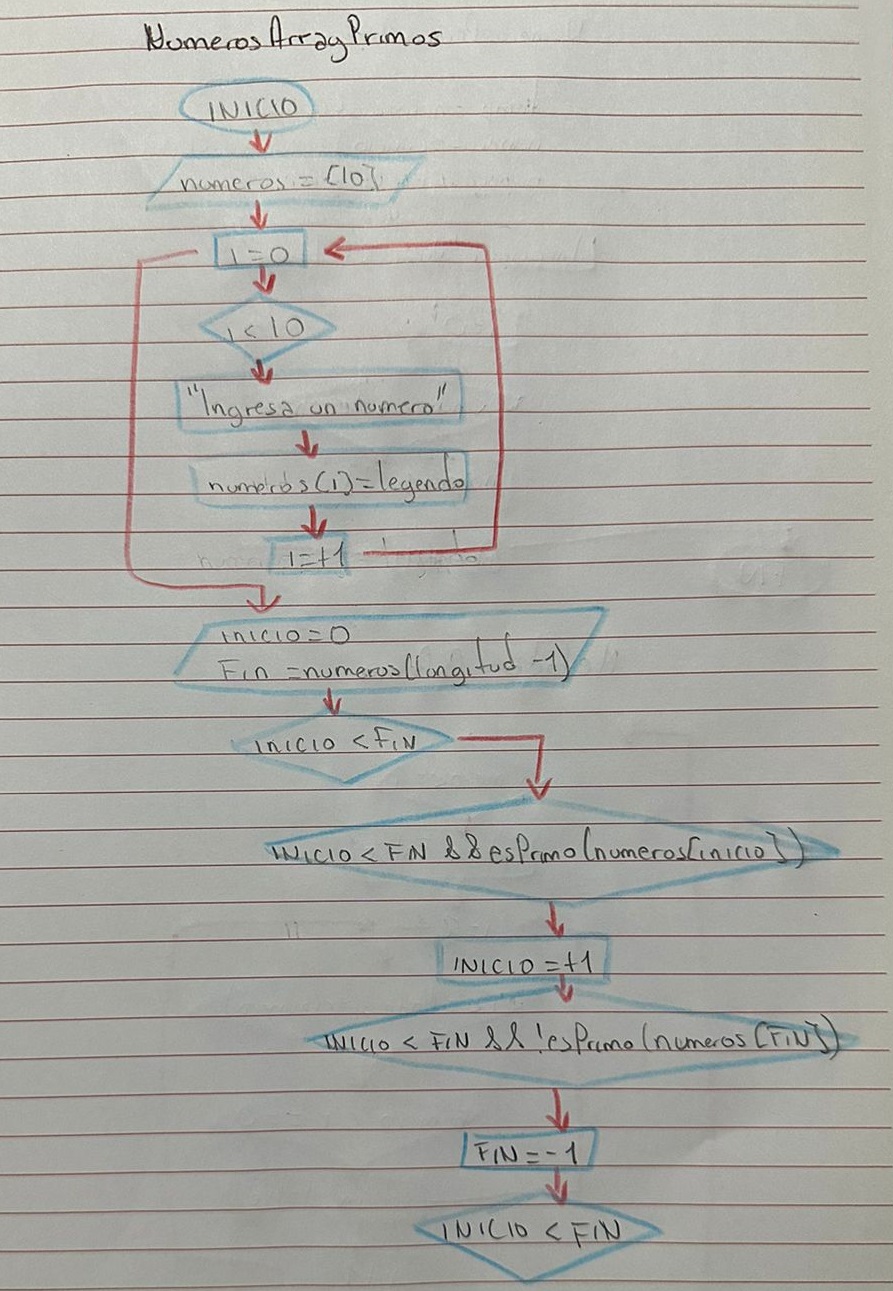 NumerosArrayPrimos
INICIO
numeros = [10]
i=0
i<10
"Ingresa un numero"
numeros(i)=legendo
i=+1
inicio=0
Fin =numeros(longitud -1)
inicio <FiN
INICIO < FiN && esPrimo(numeros[inicio])
INICIO =+1
INICIO < FiN && !esPrimo(numeros[FiN])
FiN=-1
INICIO < FiN